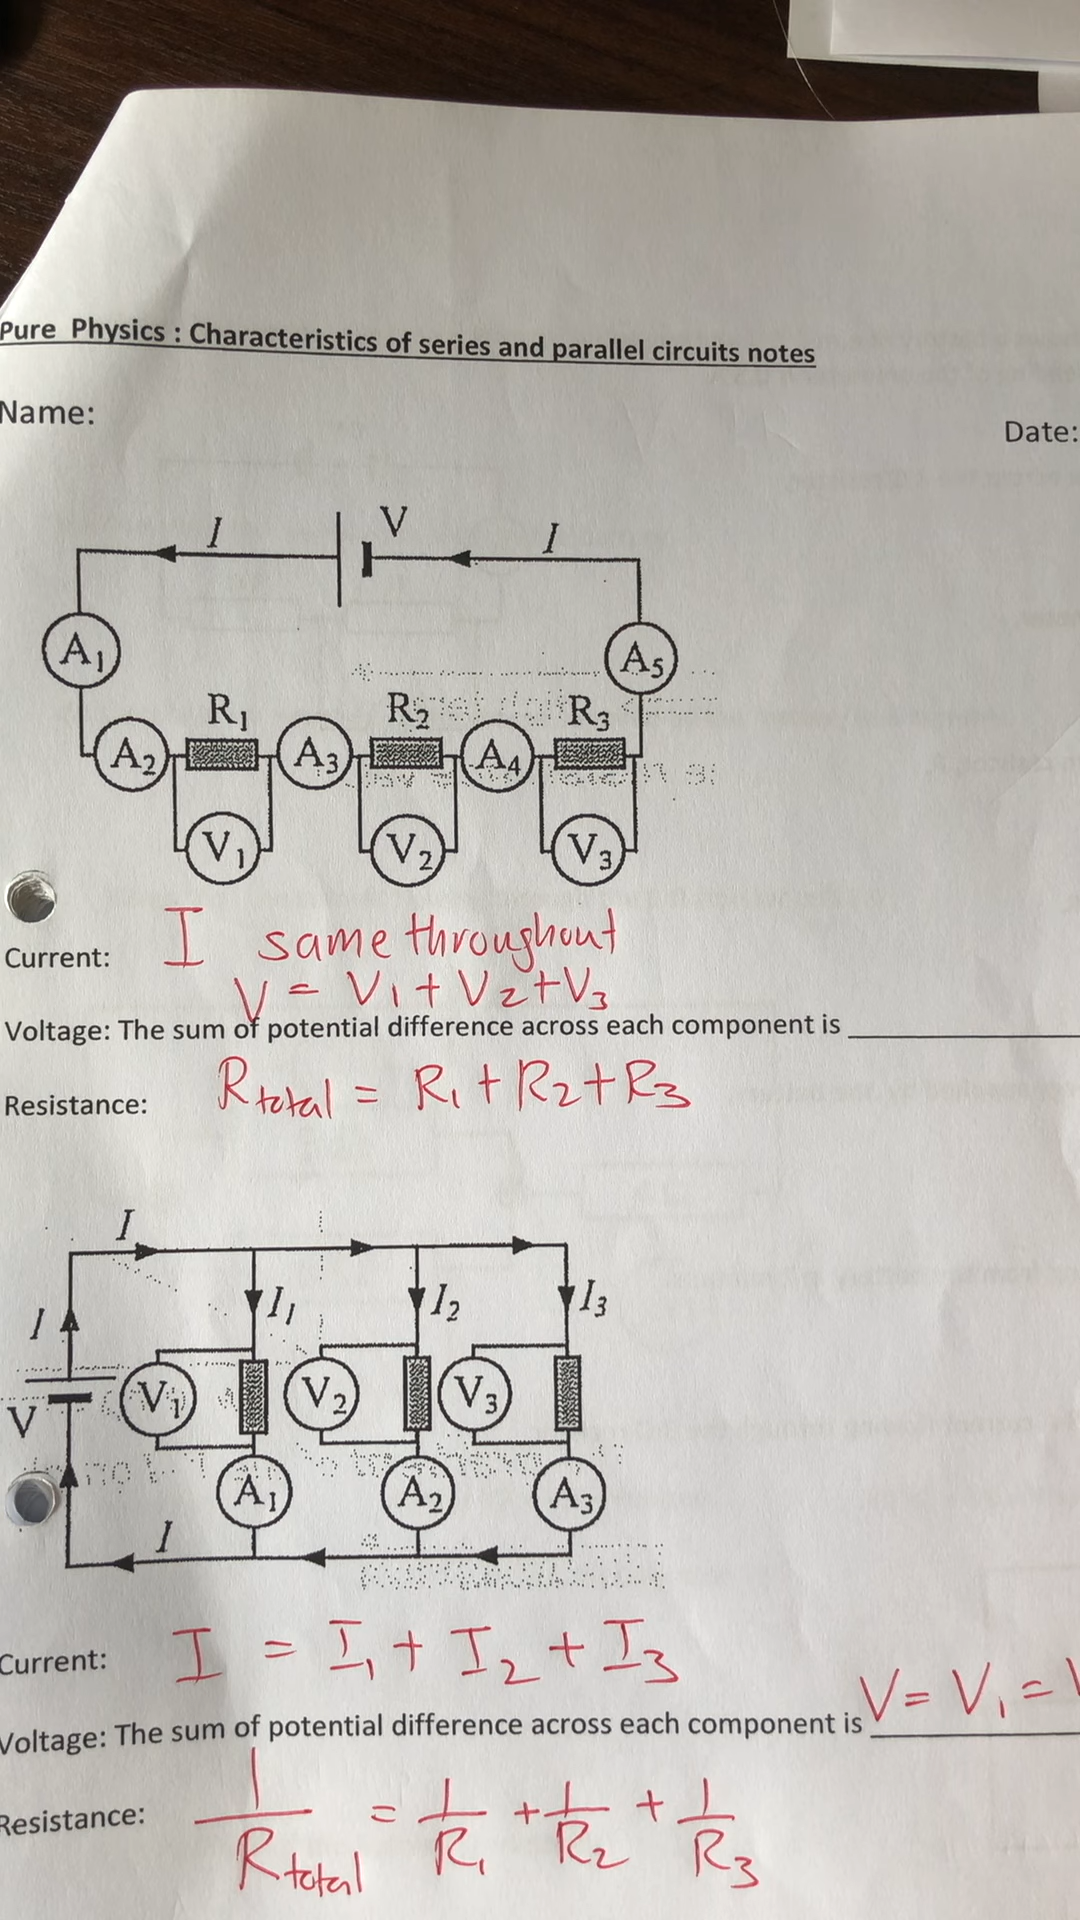 Pure Physics : Characteristics of series and parallel circuits notes
Name:
Date:
I V I
A1 A5
R1 R2 R3
A2 A3 A4
V1 V2 V3
Current: I same throughout
V = V1 + V2 + V3
Voltage: The sum of potential difference across each component is
Resistance: Rtotal = R1 + R2 + R3
I
I I1 I2 I3
V V1 V2 V3
A1 A2 A3
I
Current: I = I1 + I2 + I3
Voltage: The sum of potential difference across each component is V = V1 =
Resistance: 1/Rtotal = 1/R1 + 1/R2 + 1/R3